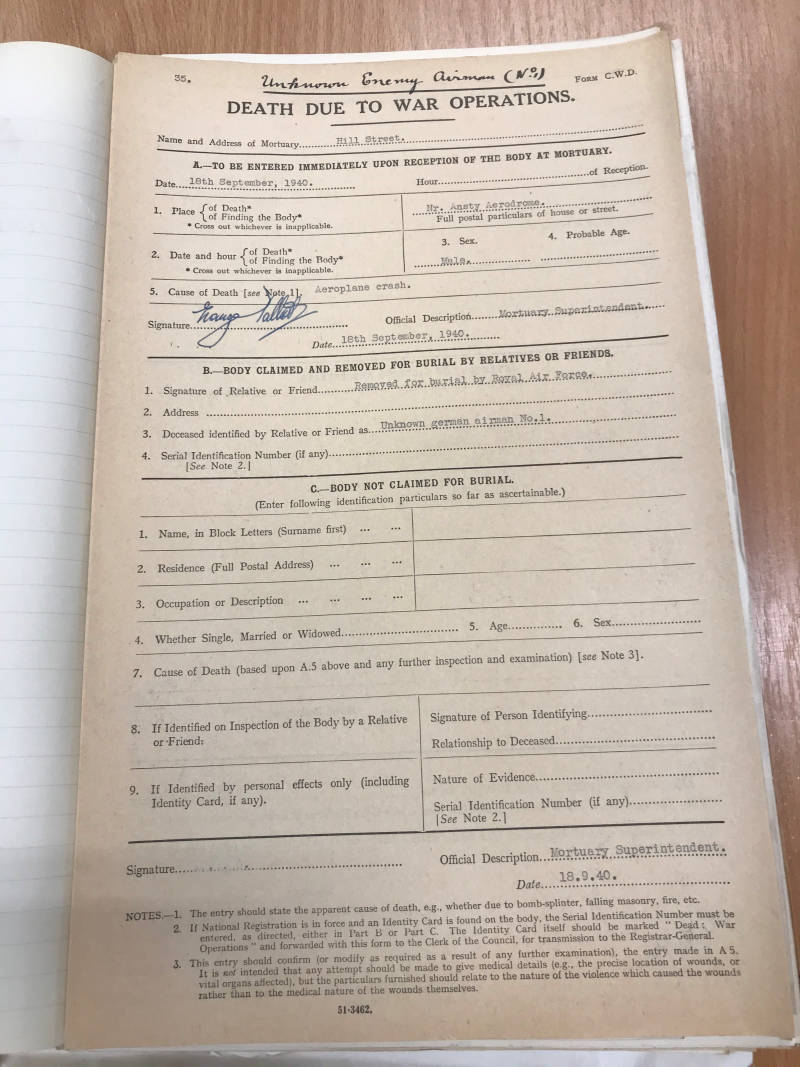 35.
Unknown Enemy Airman (No 1)
FORM C.W.D.
DEATH DUE TO WAR OPERATIONS.
Name and Address of Mortuary Hill Street.
A.—TO BE ENTERED IMMEDIATELY UPON RECEPTION OF THE BODY AT MORTUARY.
Date 18th September, 1940. Hour of Reception.
1. Place { of Death*
of Finding the Body*
* Cross out whichever is inapplicable.
Nr. Ansty Aerodrome.
Full postal particulars of house or street.
2. Date and hour { of Death*
of Finding the Body*
* Cross out whichever is inapplicable.
3. Sex.
Male.
4. Probable Age.
5. Cause of Death [see Note 1]. Aeroplane crash.
Signature Official Description Mortuary Superintendent.
Date 18th September, 1940.
B.—BODY CLAIMED AND REMOVED FOR BURIAL BY RELATIVES OR FRIENDS.
1. Signature of Relative or Friend Removed for burial by Royal Air Force.
2. Address
3. Deceased identified by Relative or Friend as Unknown german airman No.1.
4. Serial Identification Number (if any)
[See Note 2.]
C.—BODY NOT CLAIMED FOR BURIAL.
(Enter following identification particulars so far as ascertainable.)
1. Name, in Block Letters (Surname first) ... ...
2. Residence (Full Postal Address) ... ... ...
3. Occupation or Description ... ... ... ...
4. Whether Single, Married or Widowed 5. Age 6. Sex
7. Cause of Death (based upon A.5 above and any further inspection and examination) [see Note 3].
8. If Identified on Inspection of the Body by a Relative
or Friend:
Signature of Person Identifying
Relationship to Deceased
9. If Identified by personal effects only (including
Identity Card, if any).
Nature of Evidence
Serial Identification Number (if any)
[See Note 2.]
Signature Official Description Mortuary Superintendent.
Date 18.9.40.
NOTES.—1. The entry should state the apparent cause of death, e.g., whether due to bomb-splinter, falling masonry, fire, etc.
2. If National Registration is in force and an Identity Card is found on the body, the Serial Identification Number must be
entered, as directed, either in Part B or Part C. The Identity Card itself should be marked "Dead: War
Operations" and forwarded with this form to the Clerk of the Council, for transmission to the Registrar-General.
3. This entry should confirm (or modify as required as a result of any further examination), the entry made in A 5.
It is not intended that any attempt should be made to give medical details (e.g., the precise location of wounds, or
vital organs affected), but the particulars furnished should relate to the nature of the violence which caused the wounds
rather than to the medical nature of the wounds themselves.
51-3462.